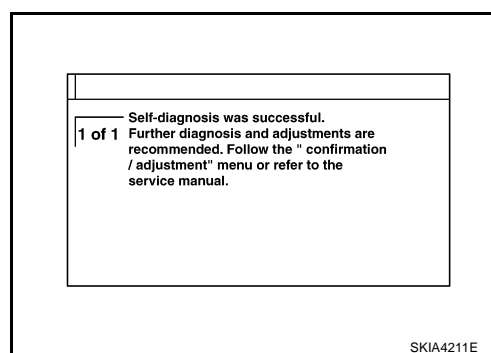 Self-diagnosis was successful.
1 of 1 Further diagnosis and adjustments are
recommended. Follow the " confirmation
/ adjustment" menu or refer to the
service manual.
SKIA4211E